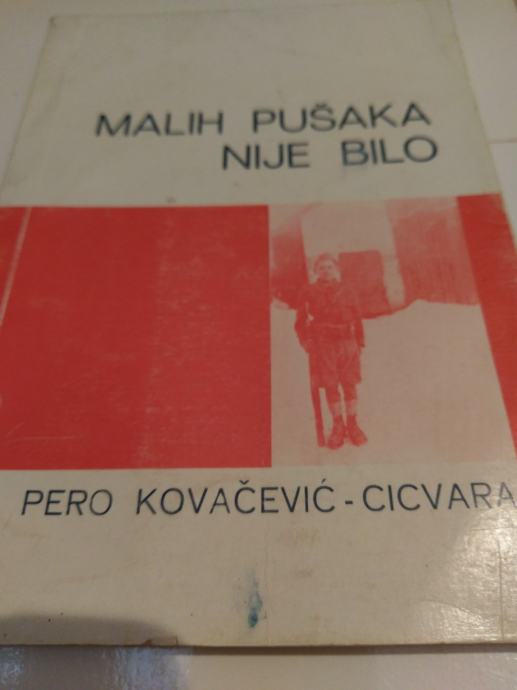 MALIH PUŠAKA
NIJE BILO
PERO KOVAČEVIĆ - CICVARA